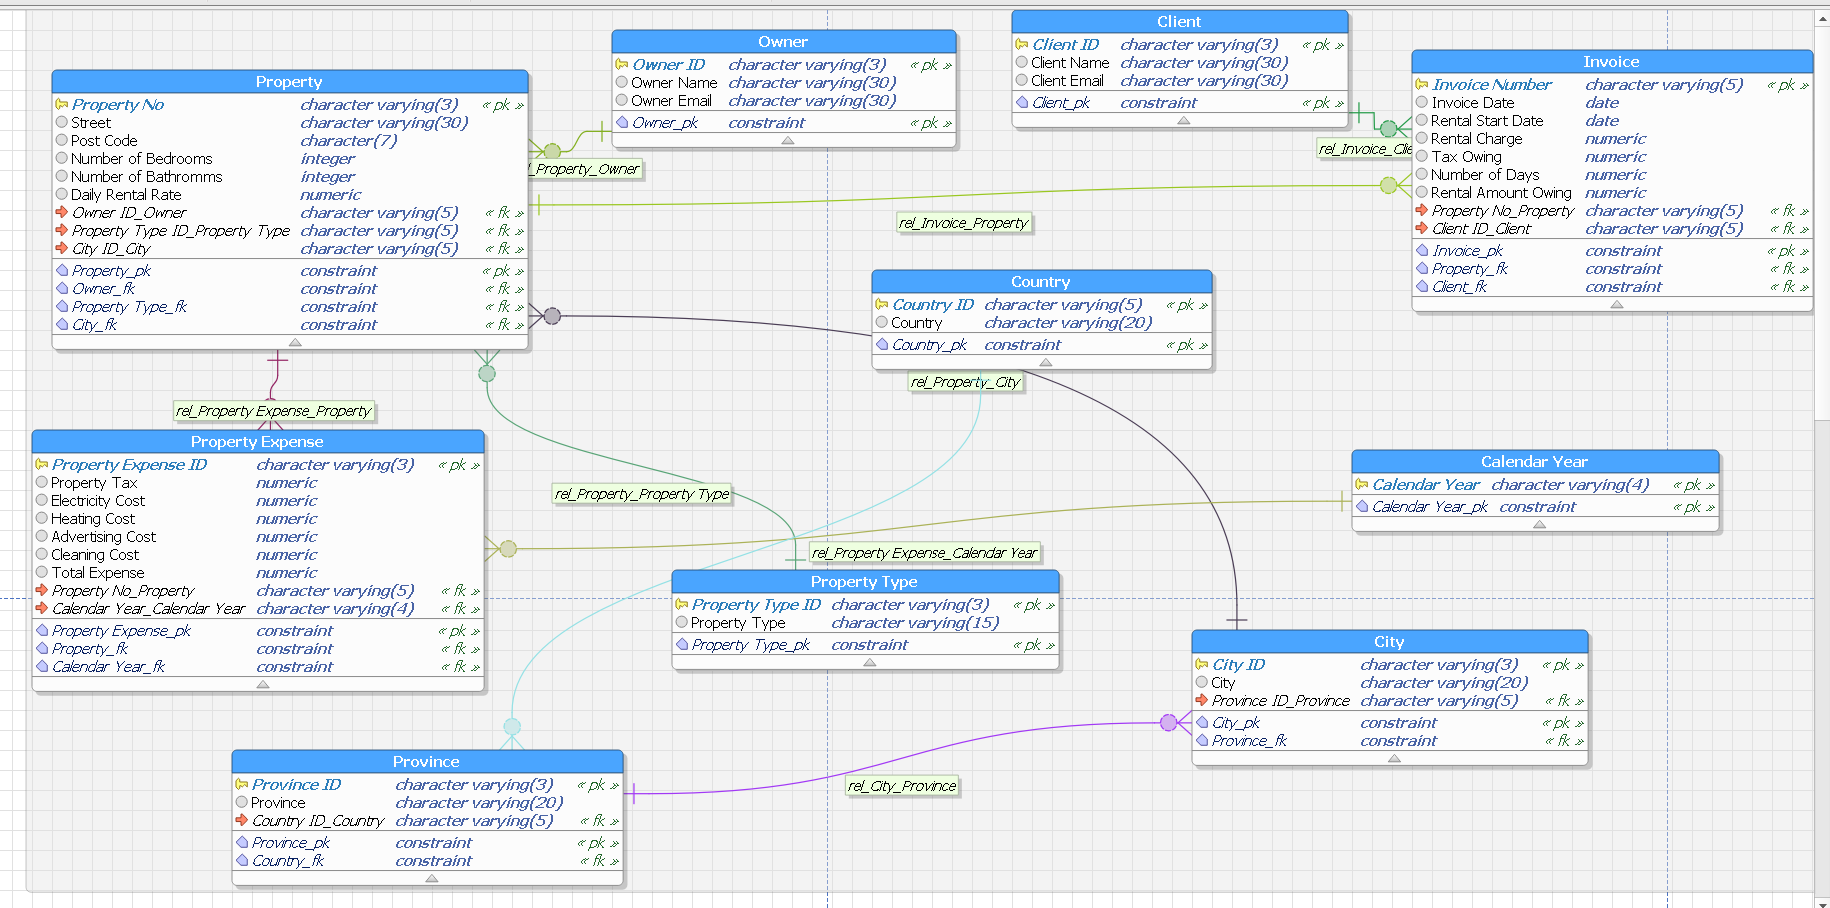 Property
Property No character varying(3) « pk »
Street character varying(30)
Post Code character(7)
Number of Bedrooms integer
Number of Bathromms integer
Daily Rental Rate numeric
Owner ID_Owner character varying(5) « fk »
Property Type ID_Property Type character varying(5) « fk »
City ID_City character varying(5) « fk »
Property_pk constraint « pk »
Owner_fk constraint « fk »
Property Type_fk constraint « fk »
City_fk constraint « fk »
Owner
Owner ID character varying(3) « pk »
Owner Name character varying(30)
Owner Email character varying(30)
Owner_pk constraint « pk »
Client
Client ID character varying(3) « pk »
Client Name character varying(30)
Client Email character varying(30)
Client_pk constraint « pk »
Invoice
Invoice Number character varying(5) « pk »
Invoice Date date
Rental Start Date date
Rental Charge numeric
Tax Owing numeric
Number of Days numeric
Rental Amount Owing numeric
Property No_Property character varying(5) « fk »
Client ID_Client character varying(5) « fk »
Invoice_pk constraint « pk »
Property_fk constraint « fk »
Client_fk constraint « fk »
l_Property_Owner
rel_Invoice_Clie
rel_Invoice_Property
Country
Country ID character varying(5) « pk »
Country character varying(20)
Country_pk constraint « pk »
rel_Property_City
rel_Property Expense_Property
Property Expense
Property Expense ID character varying(3) « pk »
Property Tax numeric
Electricity Cost numeric
Heating Cost numeric
Advertising Cost numeric
Cleaning Cost numeric
Total Expense numeric
Property No_Property character varying(5) « fk »
Calendar Year_Calendar Year character varying(4) « fk »
Property Expense_pk constraint « pk »
Property_fk constraint « fk »
Calendar Year_fk constraint « fk »
rel_Property_Property Type
Calendar Year
Calendar Year character varying(4) « pk »
Calendar Year_pk constraint « pk »
rel_Property Expense_Calendar Year
Property Type
Property Type ID character varying(3) « pk »
Property Type character varying(15)
Property Type_pk constraint « pk »
City
City ID character varying(3) « pk »
City character varying(20)
Province ID_Province character varying(5) « fk »
City_pk constraint « pk »
Province_fk constraint « fk »
Province
Province ID character varying(3) « pk »
Province character varying(20)
Country ID_Country character varying(5) « fk »
Province_pk constraint « pk »
Country_fk constraint « fk »
rel_City_Province